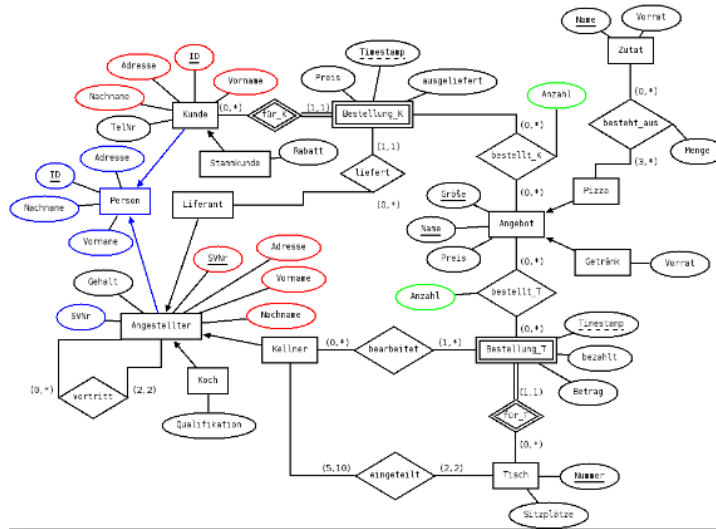 Name
Vorrat
ID
Timestamp
Adresse
Vorname
Preis
ausgeliefert
Zutat
Nachname
Kunde
(0,*)
für_K
(1,1)
Bestellung_K
Anzahl
(0,*)
TelNr
(0,*)
besteht_aus
Rabatt
(1,1)
bestellt_K
Menge
Adresse
Stammkunde
(3,*)
ID
liefert
(0,*)
Pizza
Person
Größe
Nachname
Liferant
(0,*)
Name
Angebot
Vorname
SVNr
Adresse
Preis
Getränk
Vorrat
(0,*)
Gehalt
Vorname
Anzahl
bestellt_T
SVNr
Nachname
(0,*)
Timestamp
Angestellter
Kellner
(0,*)
bearbeitet
(1,*)
Bestellung_T
bezahlt
(0,*)
vertritt
(2,2)
Koch
(1,1)
Betrag
Qualifikation
für_T
(0,*)
(5,10)
eingeteilt
(2,2)
Tisch
Nummer
Sitzplätze